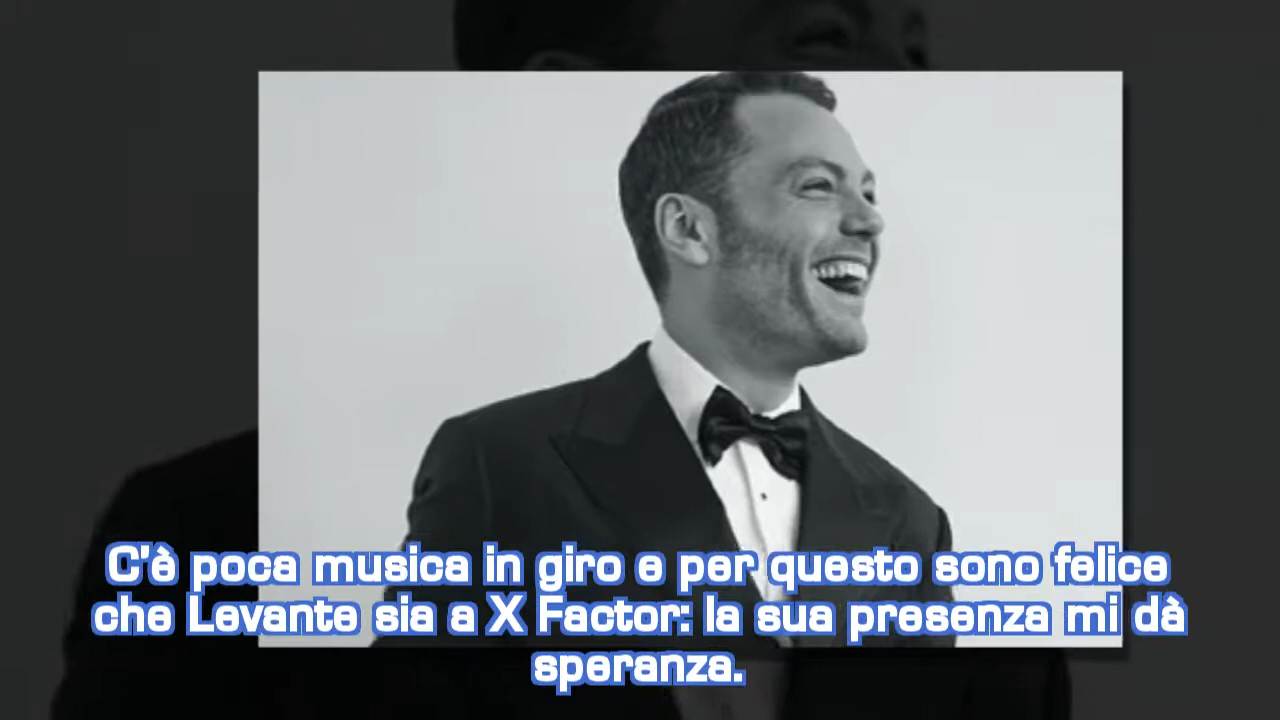 C'è poca musica in giro e per questo sono felice
che Levante sia a X Factor: la sua presenza mi dà
speranza.